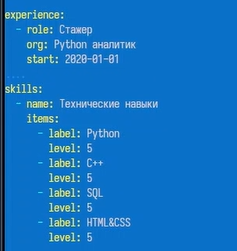 experience:
- role: Стажер
org: Python аналитик
start: 2020-01-01
....
skills:
- name: Технические навыки
items:
- label: Python
level: 5
- label: C++
level: 5
- label: SQL
level: 5
- label: HTML&CSS
level: 5